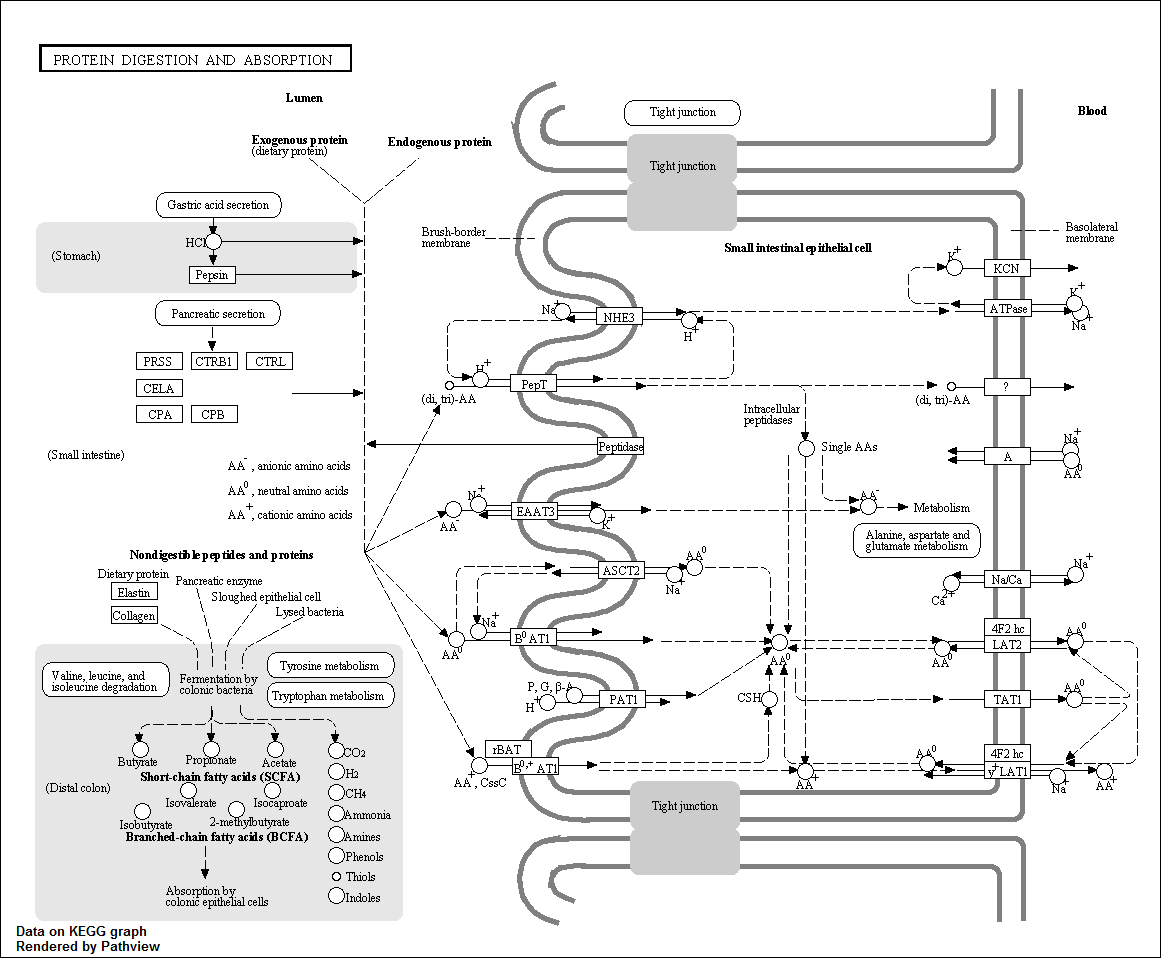 PROTEIN DIGESTION AND ABSORPTION
Lumen
Blood
Exogenous protein
(dietary protein)
Endogenous protein
Tight junction
Tight junction
Gastric acid secretion
HCl
(Stomach)
Pepsin
Pancreatic secretion
PRSS
CTRB1
CTRL
CELA
CPA
CPB
(Small intestine)
AA⁻, anionic amino acids
AA⁰, neutral amino acids
AA⁺, cationic amino acids
Brush-border
membrane
Small intestinal epithelial cell
Basolateral
membrane
K⁺
KCN
Na⁺
NHE3
H⁺
ATPase
K⁺
Na⁺
H⁺
PepT
(di, tri)-AA
Intracellular
peptidases
(di, tri)-AA
?
Peptidase
Single AAs
Na⁺
A
AA⁰
Na⁺
AA⁻
EAAT3
K⁺
AA⁻
Metabolism
Alanine, aspartate and
glutamate metabolism
ASCT2
Na⁺
AA⁰
Ca²⁺
Na/Ca
Na⁺
Na⁺
AA⁰
B⁰AT1
AA⁰
AA⁰
4F2 hc
LAT2
AA⁰
P, G, β-A
H⁺
PAT1
CSH
TAT1
AA⁰
rBAT
B⁰,⁺ AT1
AA⁺, CssC
AA⁺
AA⁰
4F2 hc
y⁺LAT1
Na⁺
AA⁺
Tight junction
Nondigestible peptides and proteins
Dietary protein
Elastin
Collagen
Pancreatic enzyme
Sloughed epithelial cell
Lysed bacteria
Valine, leucine, and
isoleucine degradation
Fermentation by
colonic bacteria
Tyrosine metabolism
Tryptophan metabolism
Butyrate
Propionate
Acetate
Short-chain fatty acids (SCFA)
(Distal colon)
Isovalerate
Isocaproate
Isobutyrate
2-methylbutyrate
Branched-chain fatty acids (BCFA)
Absorption by
colonic epithelial cells
CO2
H2
CH4
Ammonia
Amines
Phenols
Thiols
Indoles
Data on KEGG graph
Rendered by Pathview